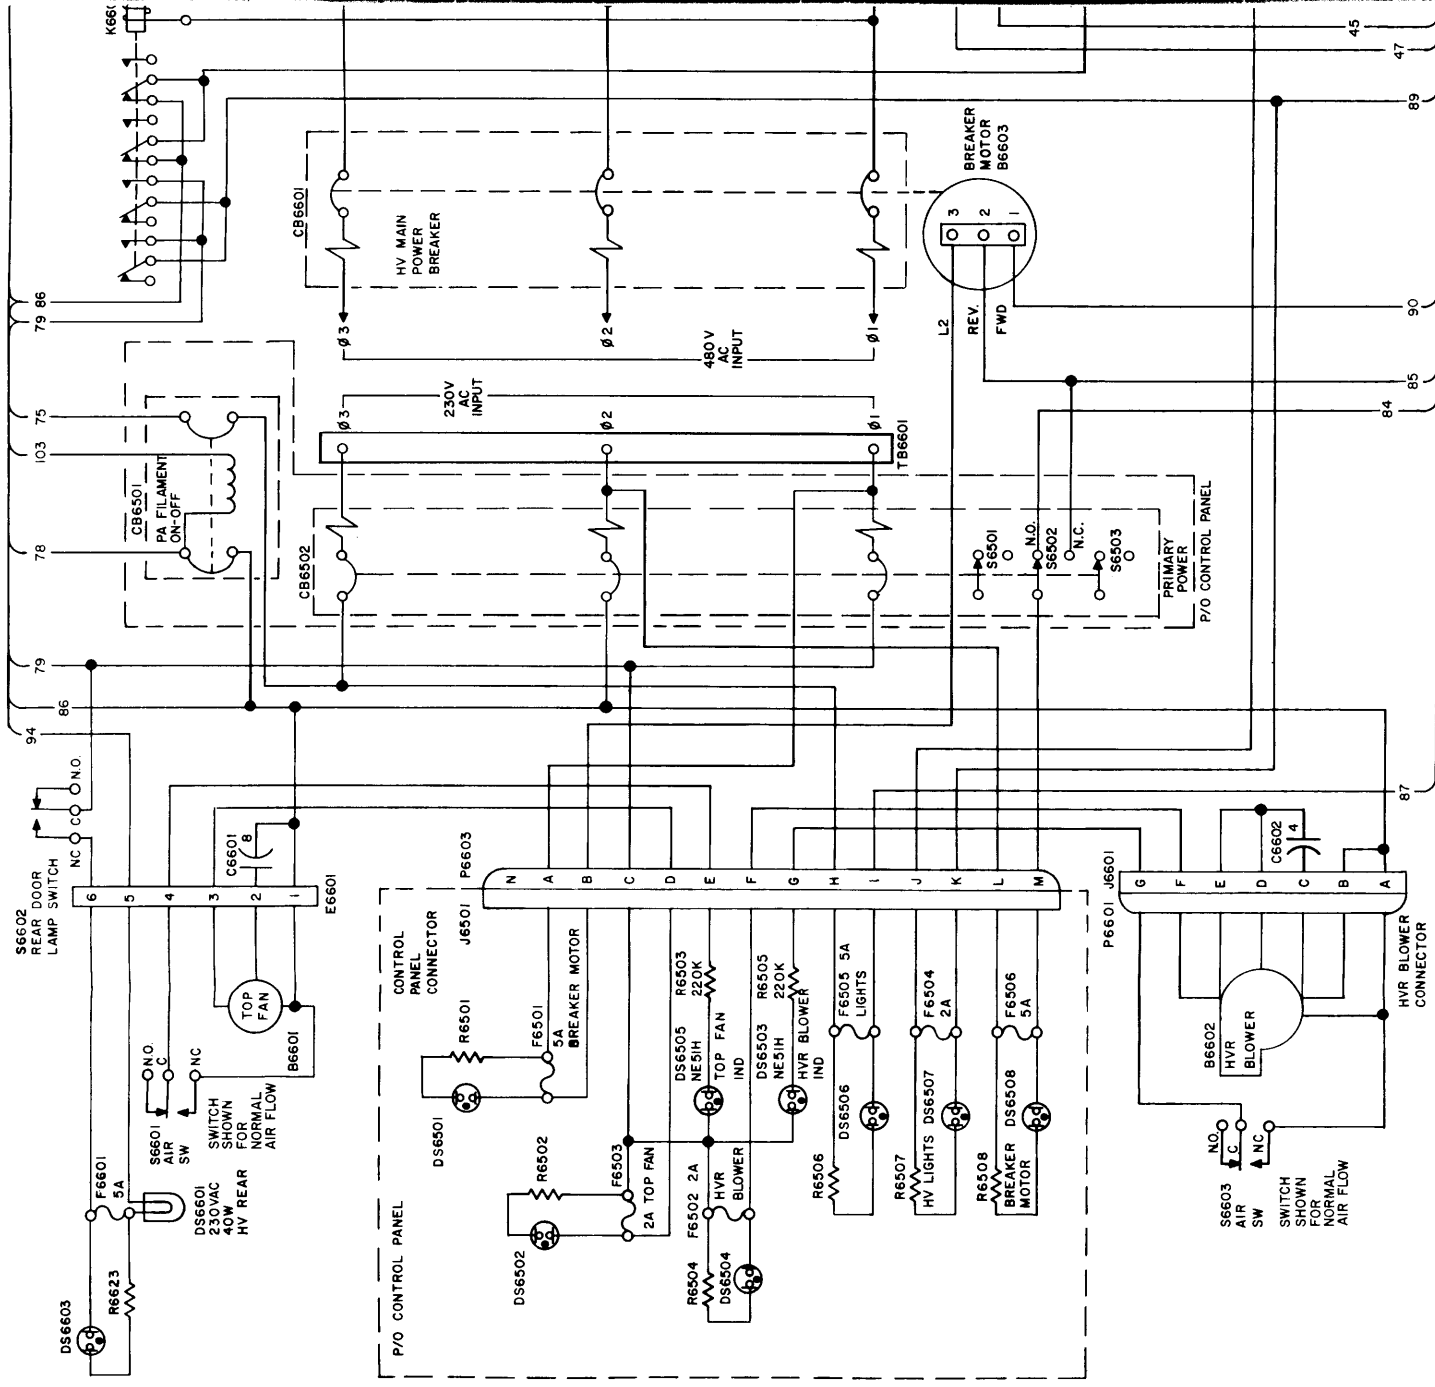 K660
45
47
89
CB6601
HV MAIN
POWER
BREAKER
BREAKER
MOTOR
B6603
3
2
1
86
79
Ø3
Ø2
Ø1
480V
AC
INPUT
L2
REV.
FWD
90
75
103
78
CB6501
PA FILAMENT
ON-OFF
230V
AC
INPUT
Ø3
Ø2
Ø1
TB6601
85
84
CB6502
S6501
N.O.
S6502
N.C.
S6503
PRIMARY
POWER
P/O CONTROL PANEL
79
86
94
S6602
REAR DOOR
LAMP SWITCH
NC
C
N.O.
C6601
8
6
5
4
3
2
1
E6601
TOP
FAN
B6601
N.O.
C
NC
S6601
AIR
SW
SWITCH
SHOWN
FOR
NORMAL
AIR FLOW
F6601
5A
DS6601
230VAC
40W
HV REAR
DS6603
R6623
P6603
J6501
CONTROL
PANEL
CONNECTOR
N
A
B
C
D
E
F
G
H
I
J
K
L
M
R6501
DS6501
F6501
5A
BREAKER MOTOR
R6502
DS6502
F6503
2A TOP FAN
R6503
220K
DS6505
NE51H
TOP FAN
IND
R6505
220K
DS6503
NE51H
HVR BLOWER
IND
F6502 2A
HVR
BLOWER
R6504
DS6504
F6505 5A
LIGHTS
DS6506
R6506
F6504
2A
DS6507
R6507
HV LIGHTS
F6506
5A
DS6508
R6508
BREAKER
MOTOR
P/O CONTROL PANEL
87
C6602
4
P6601
J6601
G
F
E
D
C
B
A
HVR BLOWER
CONNECTOR
B6602
HVR
BLOWER
N.O.
C
NC
S6603
AIR
SW
SWITCH
SHOWN
FOR
NORMAL
AIR FLOW